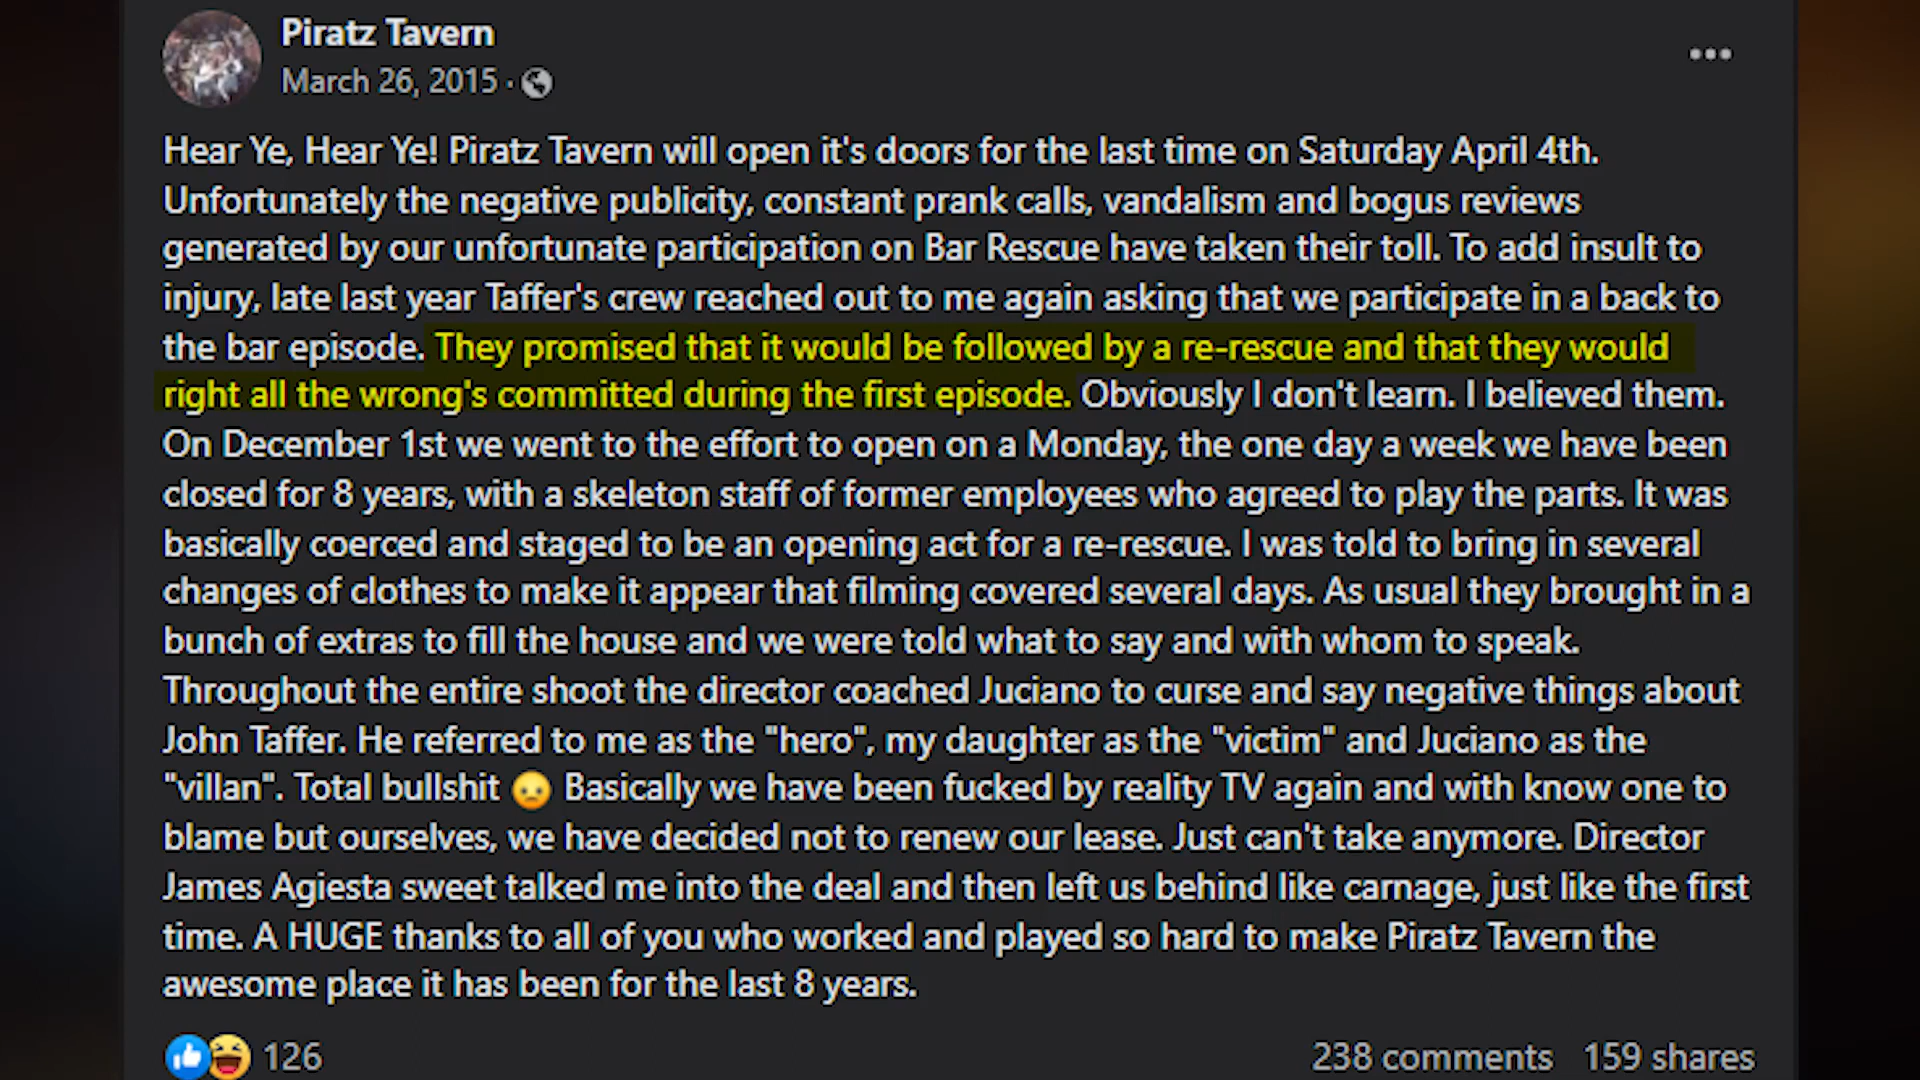 Piratz Tavern
March 26, 2015 ·
Hear Ye, Hear Ye! Piratz Tavern will open it's doors for the last time on Saturday April 4th.
Unfortunately the negative publicity, constant prank calls, vandalism and bogus reviews
generated by our unfortunate participation on Bar Rescue have taken their toll. To add insult to
injury, late last year Taffer's crew reached out to me again asking that we participate in a back to
the bar episode. They promised that it would be followed by a re-rescue and that they would
right all the wrong's committed during the first episode. Obviously I don't learn. I believed them.
On December 1st we went to the effort to open on a Monday, the one day a week we have been
closed for 8 years, with a skeleton staff of former employees who agreed to play the parts. It was
basically coerced and staged to be an opening act for a re-rescue. I was told to bring in several
changes of clothes to make it appear that filming covered several days. As usual they brought in a
bunch of extras to fill the house and we were told what to say and with whom to speak.
Throughout the entire shoot the director coached Juciano to curse and say negative things about
John Taffer. He referred to me as the "hero", my daughter as the "victim" and Juciano as the
"villan". Total bullshit 😠 Basically we have been fucked by reality TV again and with know one to
blame but ourselves, we have decided not to renew our lease. Just can't take anymore. Director
James Agiesta sweet talked me into the deal and then left us behind like carnage, just like the first
time. A HUGE thanks to all of you who worked and played so hard to make Piratz Tavern the
awesome place it has been for the last 8 years.
126
238 comments 159 shares